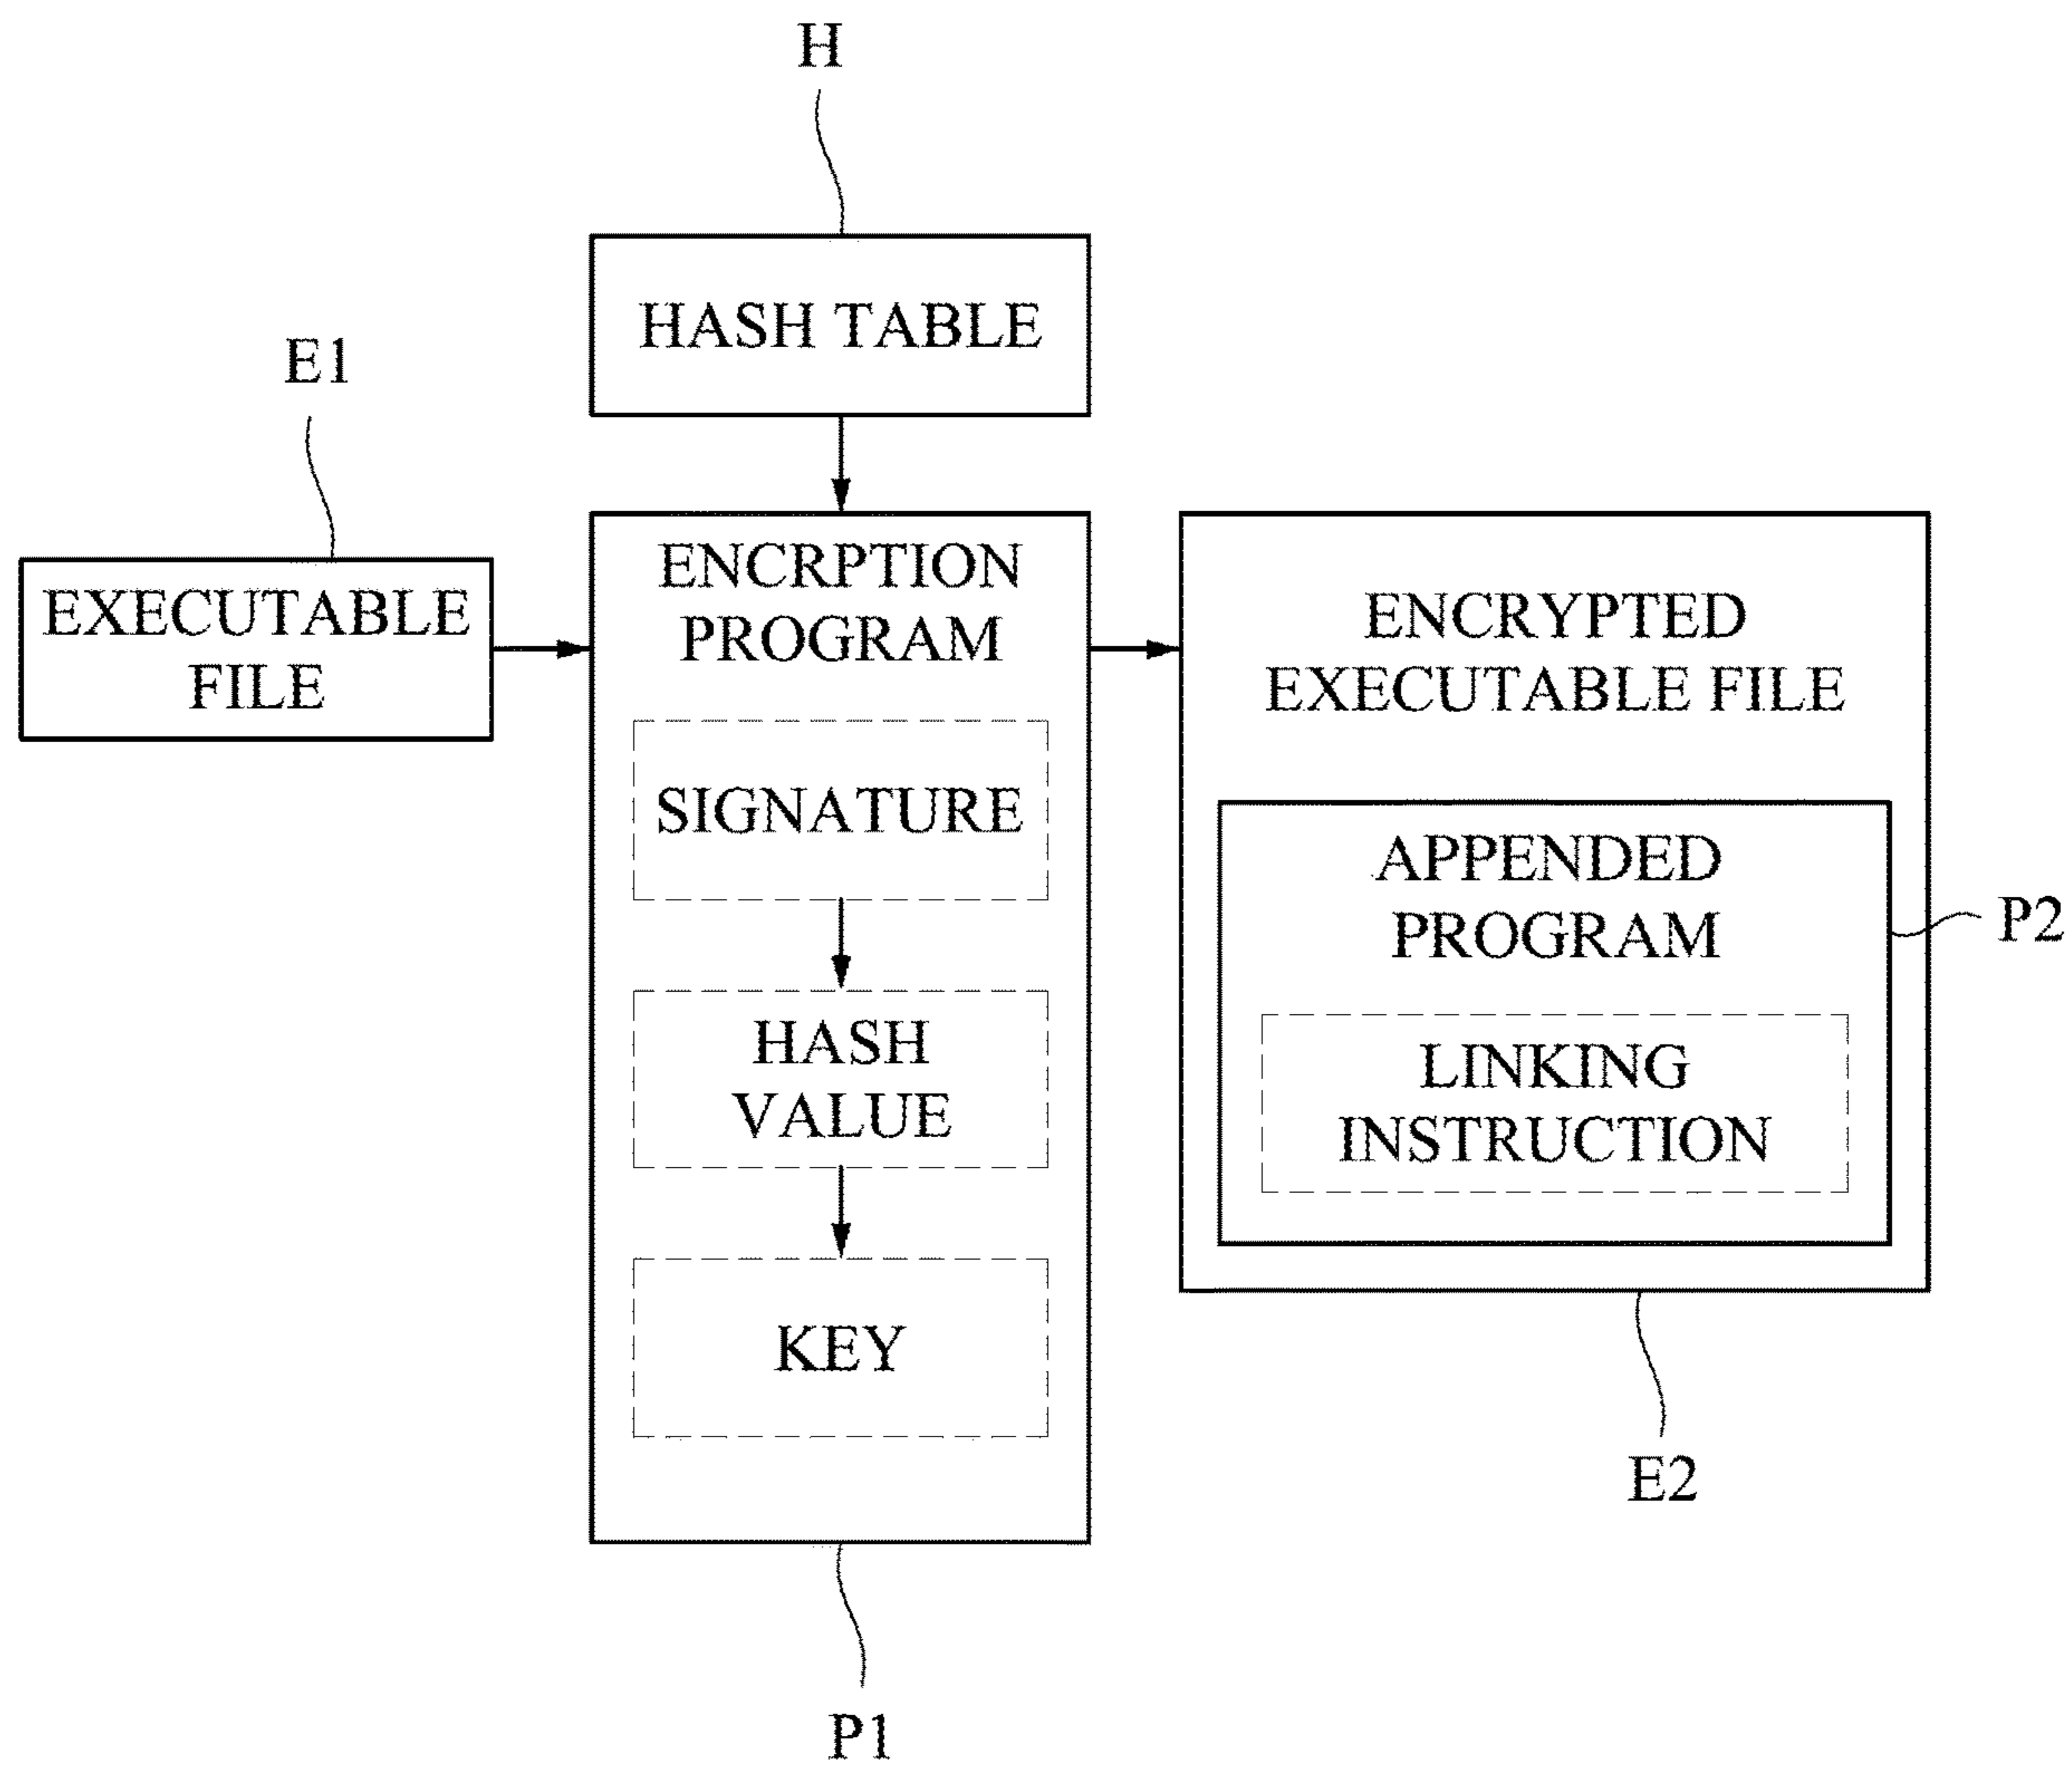 H
HASH TABLE
E1
EXECUTABLE
FILE
ENCRPTION
PROGRAM
SIGNATURE
HASH
VALUE
KEY
P1
ENCRYPTED
EXECUTABLE FILE
APPENDED
PROGRAM
P2
LINKING
INSTRUCTION
E2